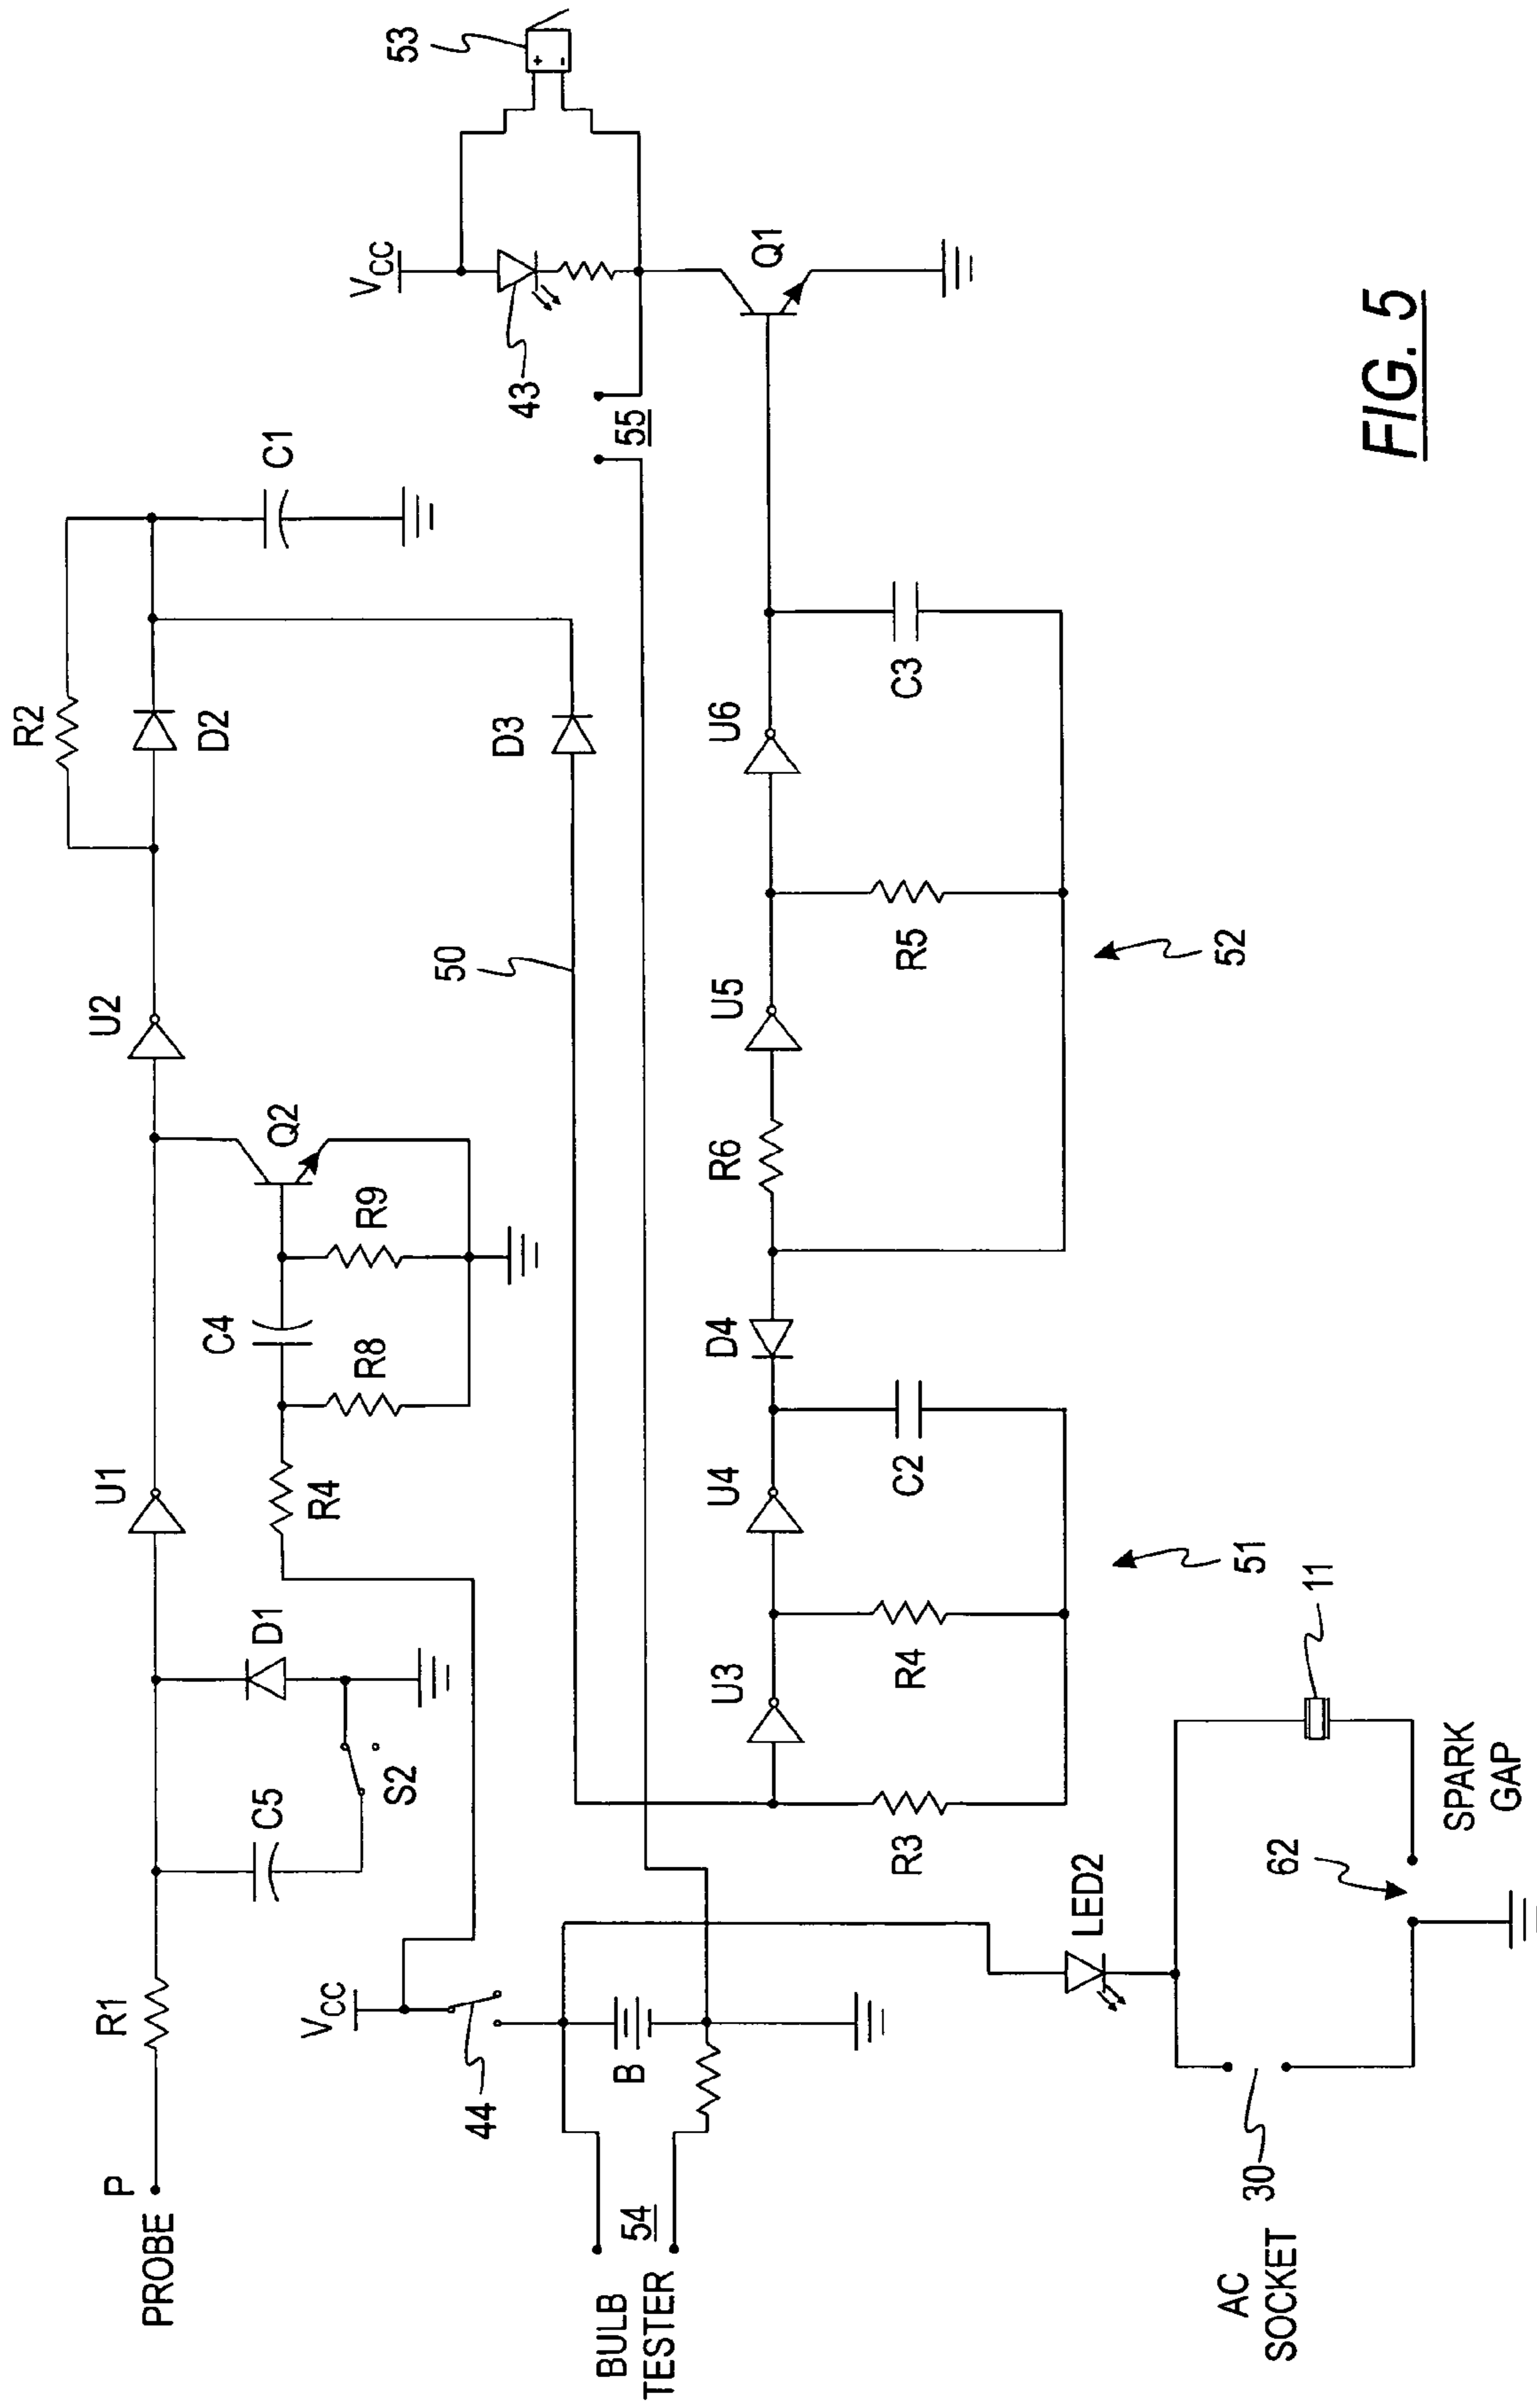 R2
D2
C1
U2
U1
R1
P
PROBE
D1
C5
S2
R4
C4
R8
R9
Q2
D3
50
VCC
53
43
55
Q1
VCC
44
B
54
BULB
TESTER
U3
R3
R4
U4
C2
D4
R6
U5
R5
U6
C3
51
52
LED2
11
62
SPARK
GAP
30
AC
SOCKET
+
-
FIG. 5